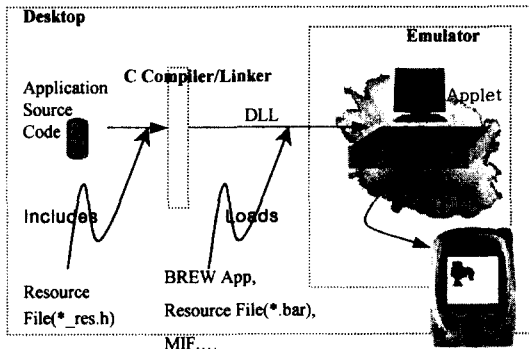 Desktop
Emulator
C Compiler/Linker
Application
Source
Code
DLL
Applet
Includes
Loads
Resource
File(*_res.h)
BREW App,
Resource File(*.bar),
MIF....